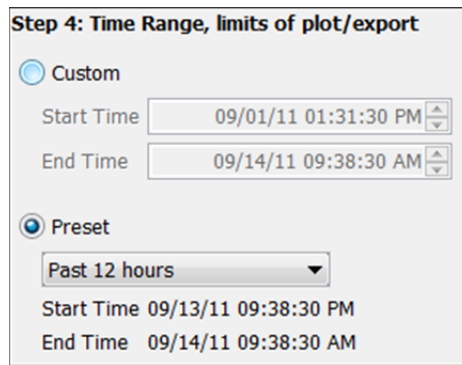 Step 4: Time Range, limits of plot/export
Custom
Start Time 09/01/11 01:31:30 PM
End Time 09/14/11 09:38:30 AM
Preset
Past 12 hours
Start Time 09/13/11 09:38:30 PM
End Time 09/14/11 09:38:30 AM